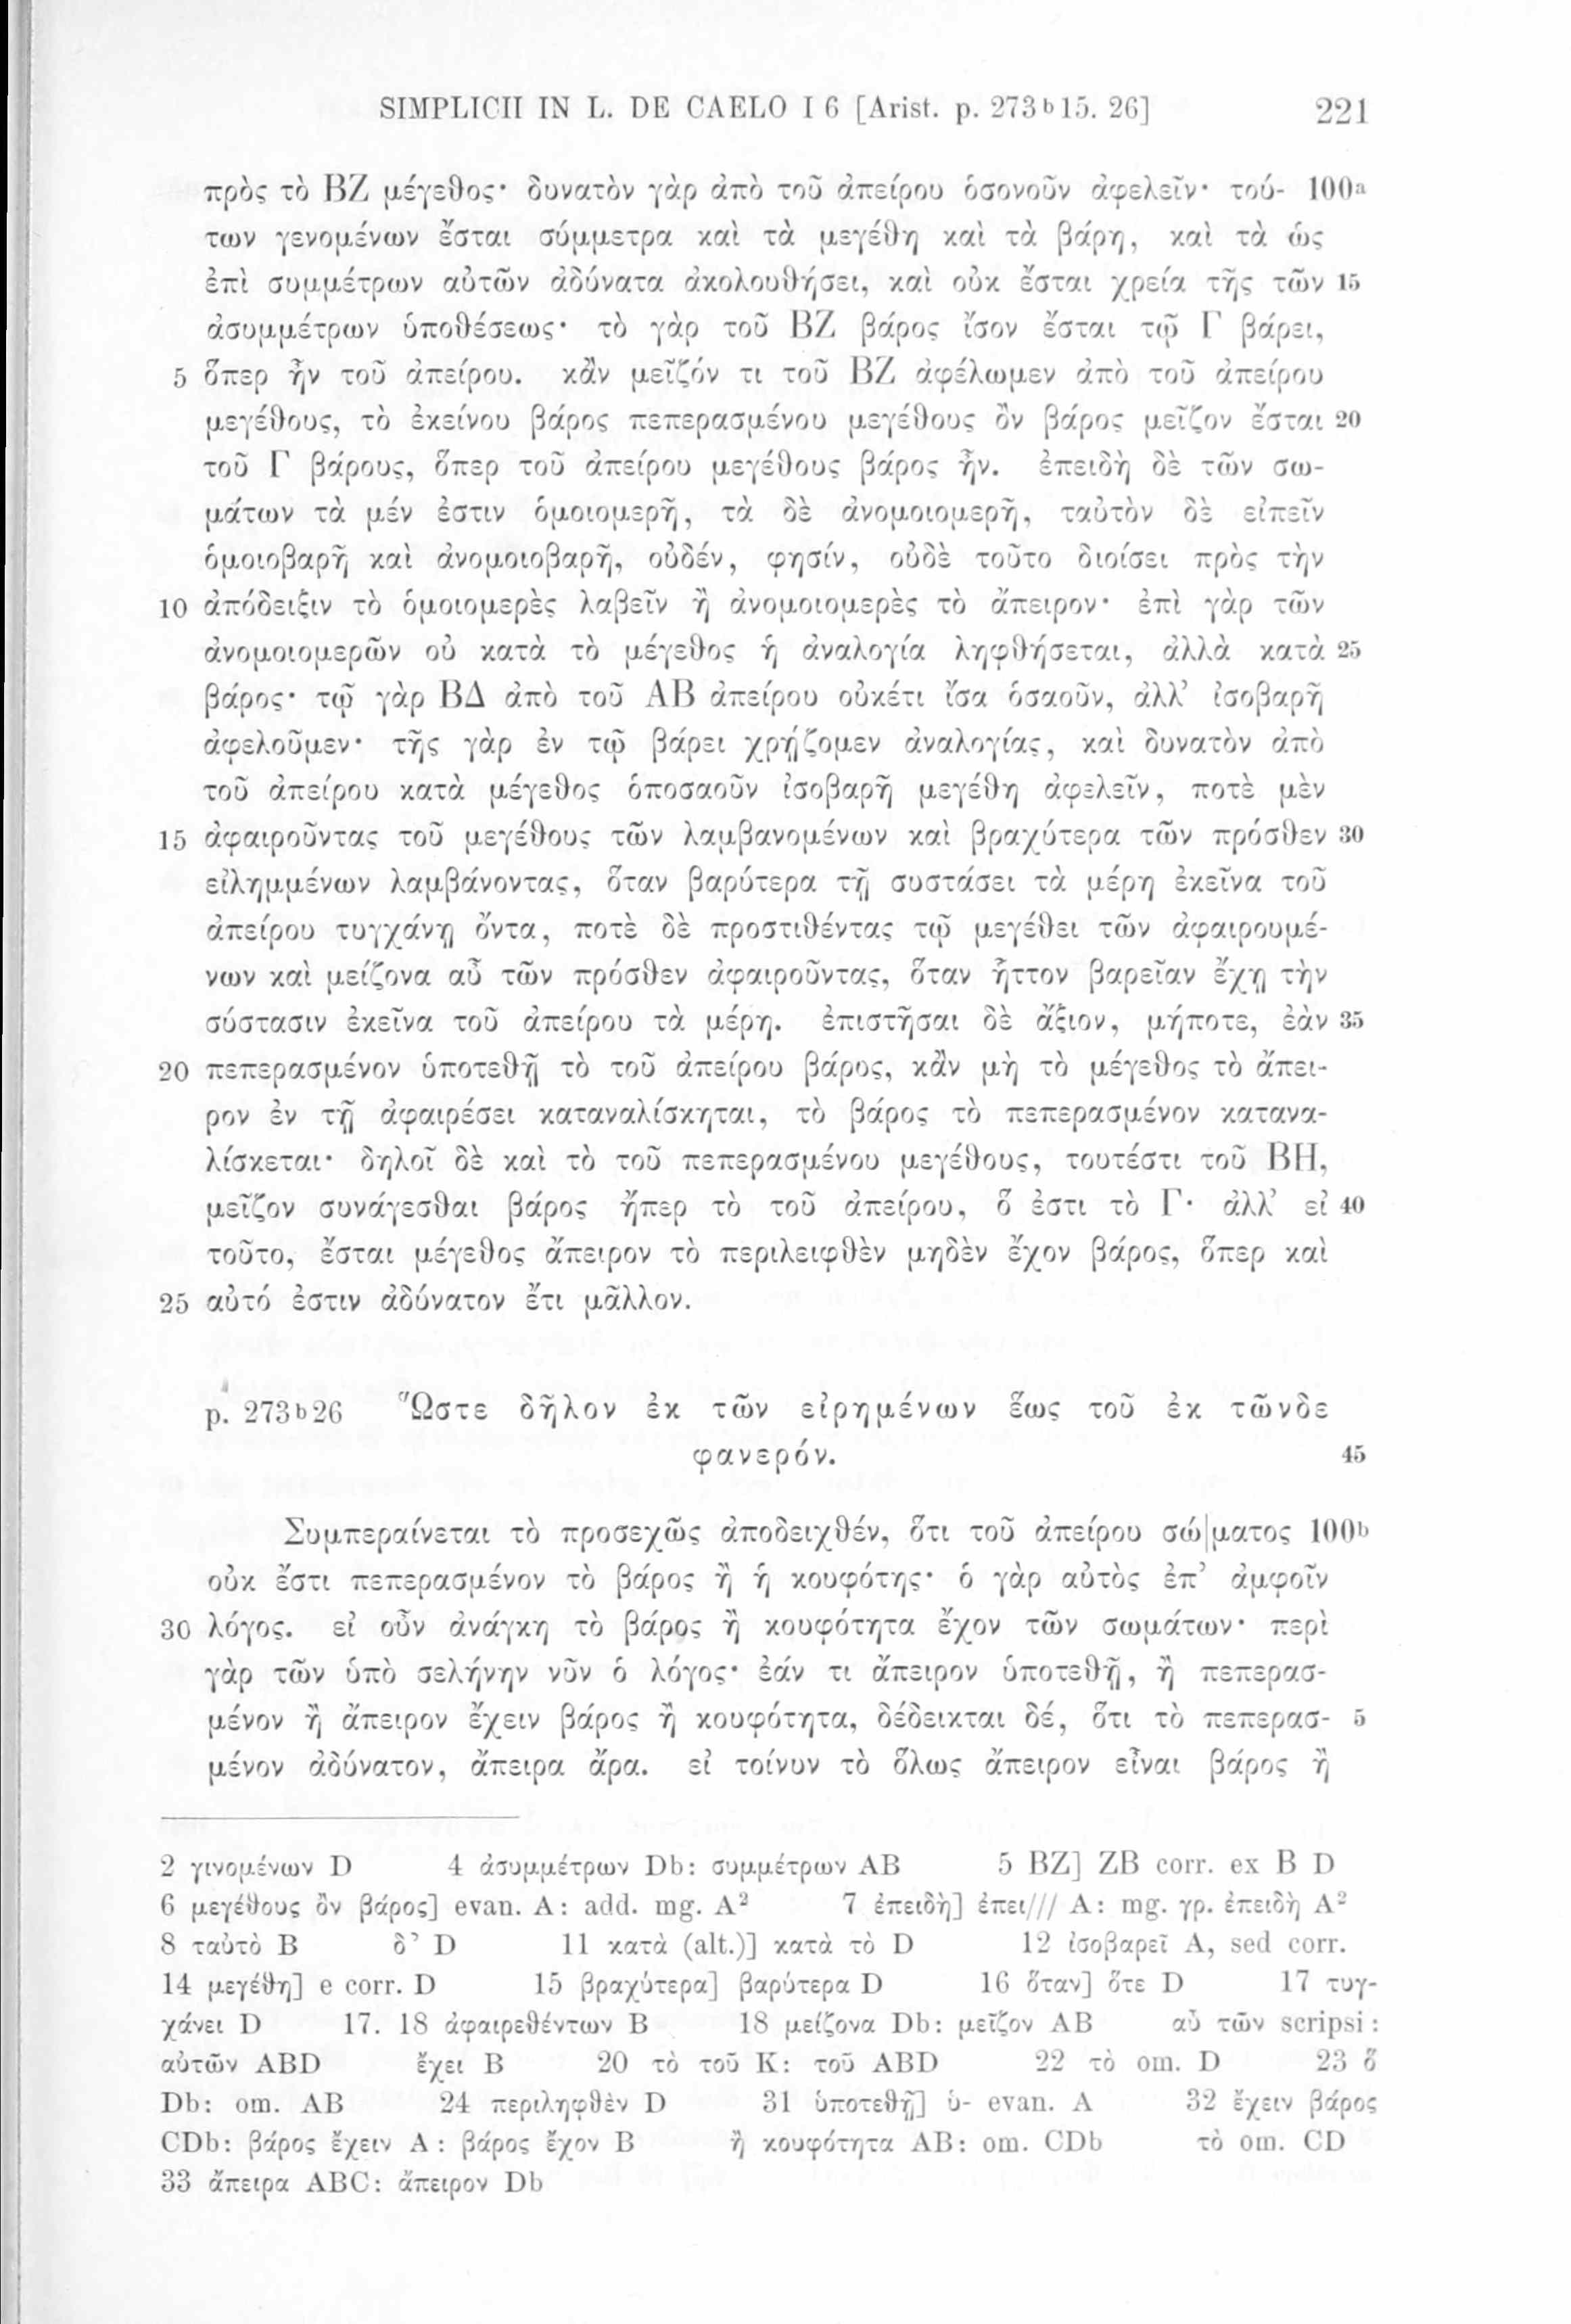 SIMPLICII IN L. DE CAELO I 6 [Arist. p. 273ᵇ15. 26] 221
πρὸς τὸ ΒΖ μέγεθος· δυνατὸν γὰρ ἀπὸ τοῦ ἀπείρου ὁσονοῦν ἀφελεῖν· τού- 100ᵃ
των γενομένων ἔσται σύμμετρα καὶ τὰ μεγέθη καὶ τὰ βάρη, καὶ τὰ ὡς
ἐπὶ συμμέτρων αὐτῶν ἀδύνατα ἀκολουθήσει, καὶ οὐκ ἔσται χρεία τῆς τῶν 15
ἀσυμμέτρων ὑποθέσεως· τὸ γὰρ τοῦ ΒΖ βάρος ἴσον ἔσται τῷ Γ βάρει,
5 ὅπερ ἦν τοῦ ἀπείρου. κἂν μεῖζόν τι τοῦ ΒΖ ἀφέλωμεν ἀπὸ τοῦ ἀπείρου
μεγέθους, τὸ ἐκείνου βάρος πεπερασμένου μεγέθους ὂν βάρος μεῖζον ἔσται 20
τοῦ Γ βάρους, ὅπερ τοῦ ἀπείρου μεγέθους βάρος ἦν. ἐπειδὴ δὲ τῶν σω-
μάτων τὰ μέν ἐστιν ὁμοιομερῆ, τὰ δὲ ἀνομοιομερῆ, ταὐτὸν δὲ εἰπεῖν
ὁμοιοβαρῆ καὶ ἀνομοιοβαρῆ, οὐδέν, φησίν, οὐδὲ τοῦτο διοίσει πρὸς τὴν
10 ἀπόδειξιν τὸ ὁμοιομερὲς λαβεῖν ἢ ἀνομοιομερὲς τὸ ἄπειρον· ἐπὶ γὰρ τῶν
ἀνομοιομερῶν οὐ κατὰ τὸ μέγεθος ἡ ἀναλογία ληφθήσεται, ἀλλὰ κατὰ 25
βάρος· τῷ γὰρ ΒΔ ἀπὸ τοῦ ΑΒ ἀπείρου οὐκέτι ἴσα ὁσαοῦν, ἀλλ’ ἰσοβαρῆ
ἀφελοῦμεν· τῆς γὰρ ἐν τῷ βάρει χρῄζομεν ἀναλογίας, καὶ δυνατὸν ἀπὸ
τοῦ ἀπείρου κατὰ μέγεθος ὁποσαοῦν ἰσοβαρῆ μεγέθη ἀφελεῖν, ποτὲ μὲν
15 ἀφαιροῦντας τοῦ μεγέθους τῶν λαμβανομένων καὶ βραχύτερα τῶν πρόσθεν 30
εἰλημμένων λαμβάνοντας, ὅταν βαρύτερα τῇ συστάσει τὰ μέρη ἐκεῖνα τοῦ
ἀπείρου τυγχάνῃ ὄντα, ποτὲ δὲ προστιθέντας τῷ μεγέθει τῶν ἀφαιρουμέ-
νων καὶ μείζονα αὖ τῶν πρόσθεν ἀφαιροῦντας, ὅταν ἧττον βαρεῖαν ἔχῃ τὴν
σύστασιν ἐκεῖνα τοῦ ἀπείρου τὰ μέρη. ἐπιστῆσαι δὲ ἄξιον, μήποτε, ἐὰν 35
20 πεπερασμένον ὑποτεθῇ τὸ τοῦ ἀπείρου βάρος, κἂν μὴ τὸ μέγεθος τὸ ἄπει-
ρον ἐν τῇ ἀφαιρέσει καταναλίσκηται, τὸ βάρος τὸ πεπερασμένον κατανα-
λίσκεται· δηλοῖ δὲ καὶ τὸ τοῦ πεπερασμένου μεγέθους, τουτέστι τοῦ ΒΗ,
μεῖζον συνάγεσθαι βάρος ἤπερ τὸ τοῦ ἀπείρου, ὅ ἐστι τὸ Γ· ἀλλ’ εἰ 40
τοῦτο, ἔσται μέγεθος ἄπειρον τὸ περιλειφθὲν μηδὲν ἔχον βάρος, ὅπερ καὶ
25 αὐτό ἐστιν ἀδύνατον ἔτι μᾶλλον.
p. 273ᵇ26 Ὥστε δῆλον ἐκ τῶν εἰρημένων ἕως τοῦ ἐκ τῶνδε
φανερόν. 45
Συμπεραίνεται τὸ προσεχῶς ἀποδειχθέν, ὅτι τοῦ ἀπείρου σώ|ματος 100ᵇ
οὐκ ἔστι πεπερασμένον τὸ βάρος ἢ ἡ κουφότης· ὁ γὰρ αὐτὸς ἐπ’ ἀμφοῖν
30 λόγος. εἰ οὖν ἀνάγκη τὸ βάρος ἢ κουφότητα ἔχον τῶν σωμάτων· περὶ
γὰρ τῶν ὑπὸ σελήνην νῦν ὁ λόγος· ἐάν τι ἄπειρον ὑποτεθῇ, ἢ πεπερασ-
μένον ἢ ἄπειρον ἔχειν βάρος ἢ κουφότητα, δέδεικται δέ, ὅτι τὸ πεπερασ- 5
μένον ἀδύνατον, ἄπειρα ἄρα. εἰ τοίνυν τὸ ὅλως ἄπειρον εἶναι βάρος ἢ
2 γινομένων D 4 ἀσυμμέτρων Db: συμμέτρων AB 5 ΒΖ] ΖΒ corr. ex B D
6 μεγέθους ὂν βάρος] evan. A: add. mg. A² 7 ἐπειδὴ] ἐπει/// A: mg. γρ. ἐπειδὴ A²
8 ταὐτὸ B δ’ D 11 κατὰ (alt.)] κατὰ τὸ D 12 ἰσοβαρεῖ A, sed corr.
14 μεγέθη] e corr. D 15 βραχύτερα] βαρύτερα D 16 ὅταν] ὅτε D 17 τυγ-
χάνει D 17. 18 ἀφαιρεθέντων B 18 μείζονα Db: μεῖζον AB αὖ τῶν scripsi:
αὐτῶν ABD ἔχει B 20 τὸ τοῦ K: τοῦ ABD 22 τὸ om. D 23 ὅ
Db: om. AB 24 περιληφθὲν D 31 ὑποτεθῇ] ὑ- evan. A 32 ἔχειν βάρος
CDb: βάρος ἔχειν A: βάρος ἔχον B ἢ κουφότητα AB: om. CDb τὸ om. CD
33 ἄπειρα ABC: ἄπειρον Db